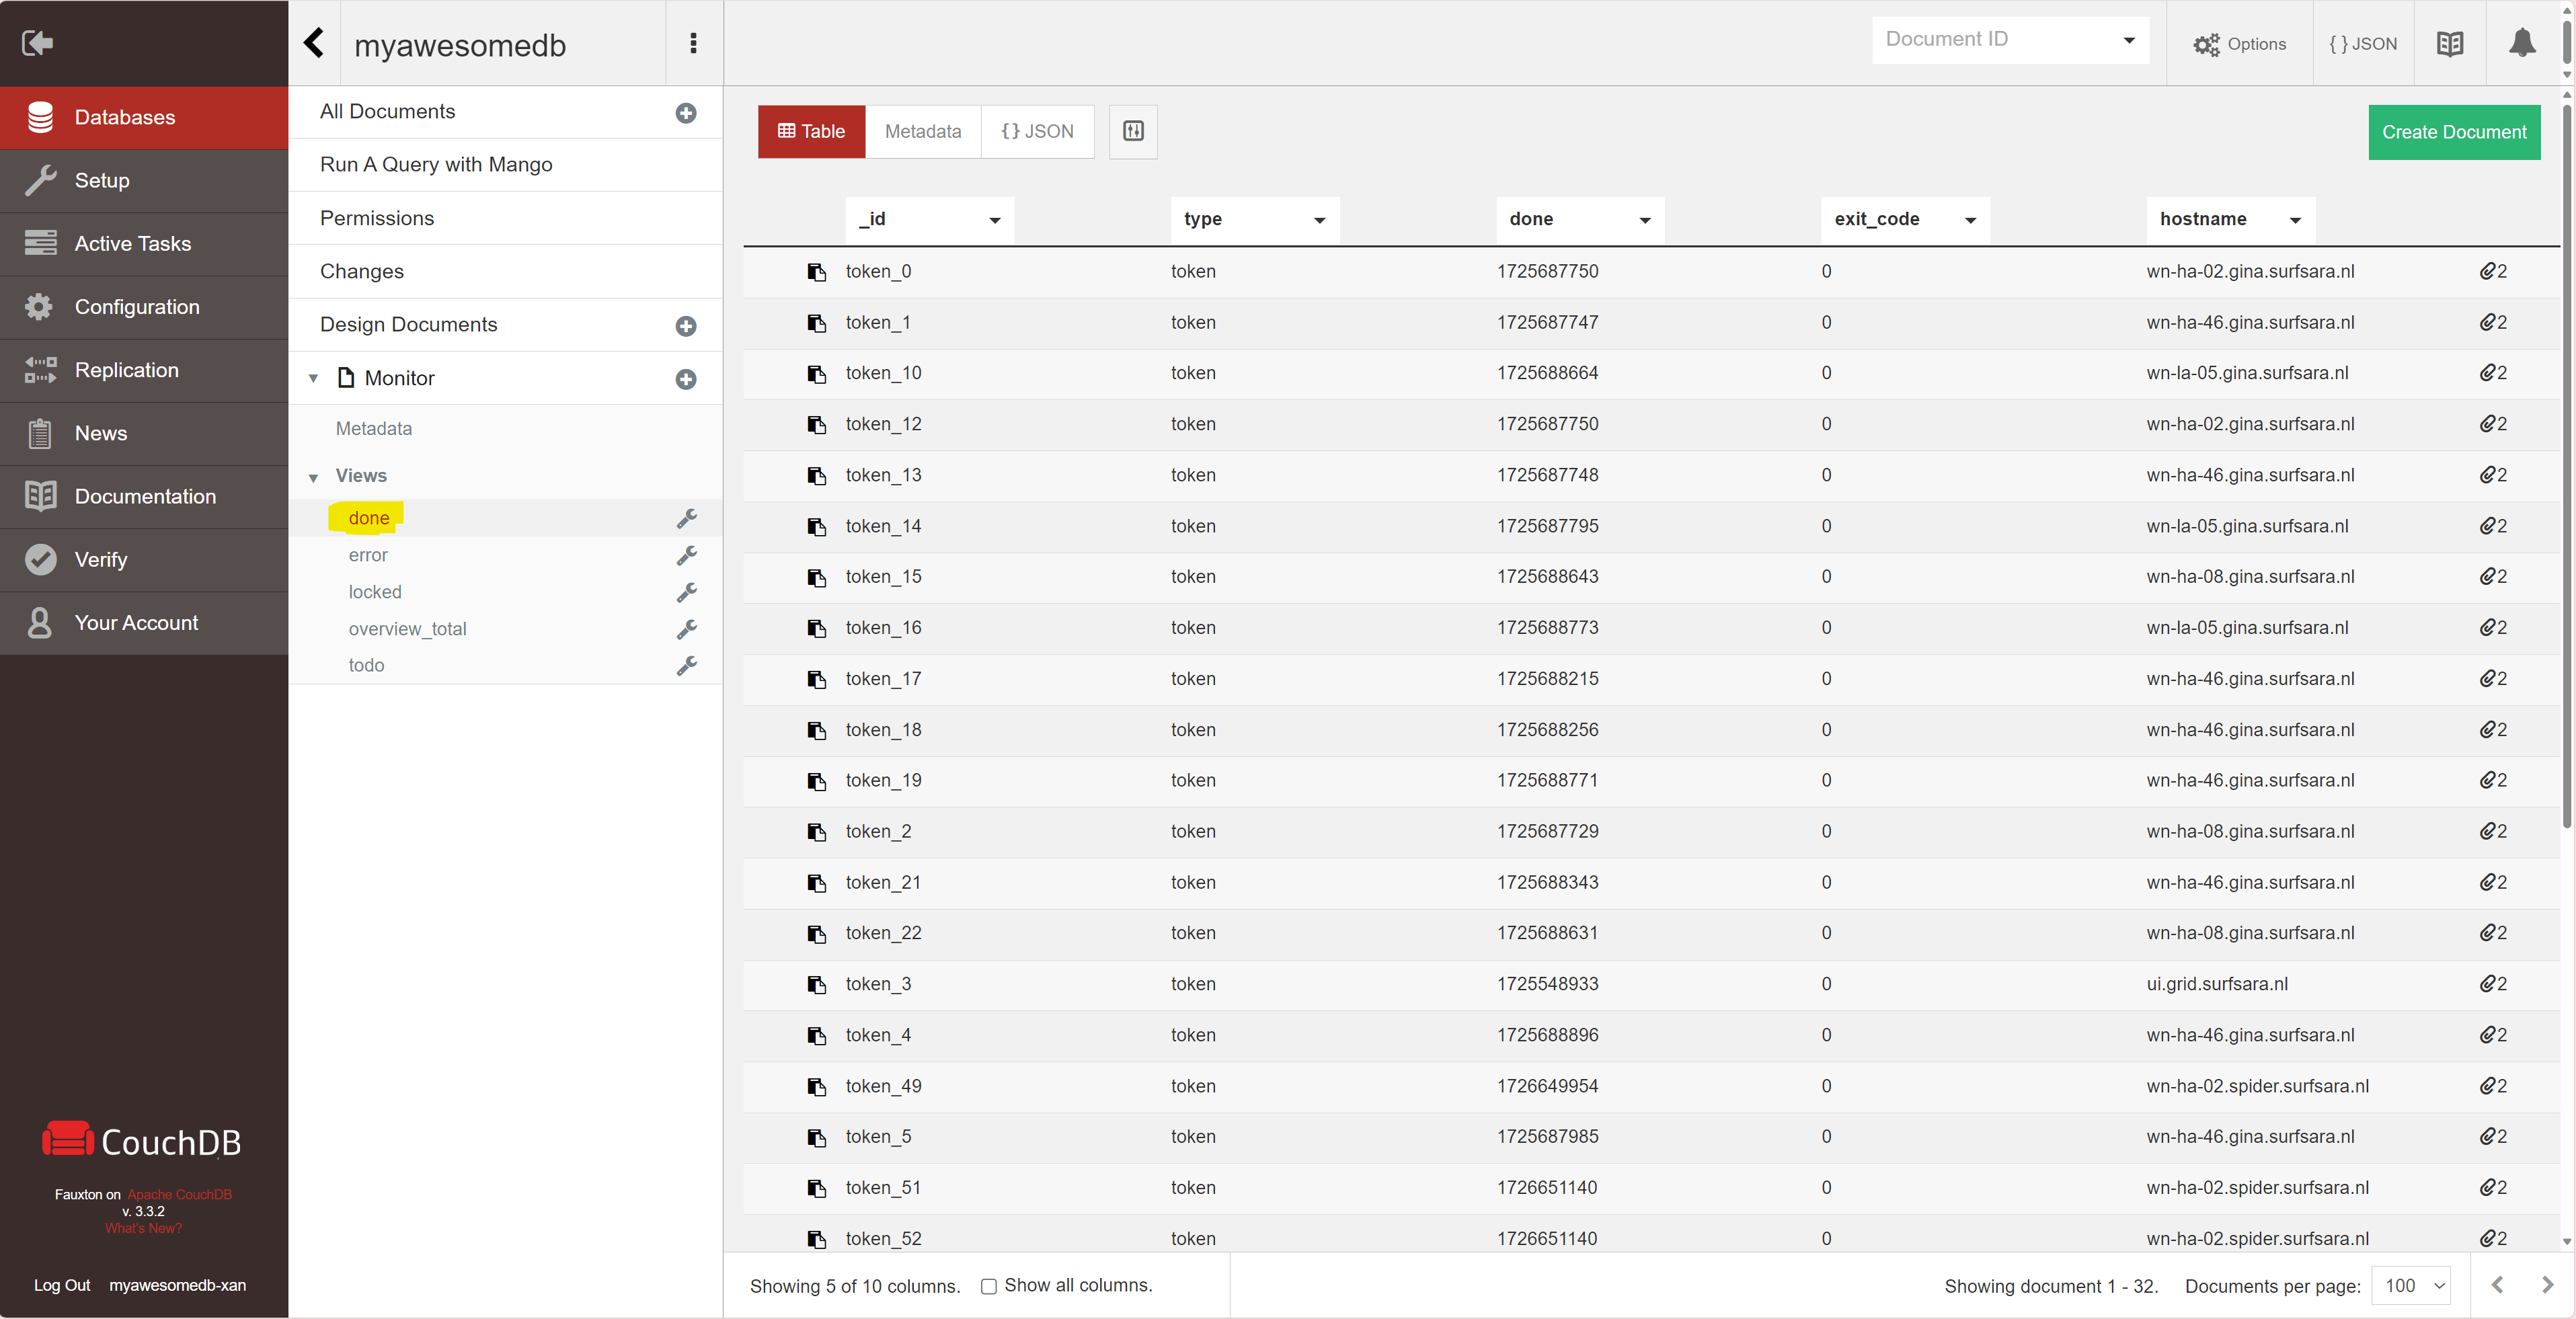 myawesomedb
Document ID
Options
{ } JSON
Databases
Setup
Active Tasks
Configuration
Replication
News
Documentation
Verify
Your Account
CouchDB
Fauxton on Apache CouchDB
v. 3.3.2
What's New?
Log Out myawesomedb-xan
All Documents
Run A Query with Mango
Permissions
Changes
Design Documents
Monitor
Metadata
Views
done
error
locked
overview_total
todo
Table Metadata {} JSON
Create Document
_id type done exit_code hostname
token_0 token 1725687750 0 wn-ha-02.gina.surfsara.nl 2
token_1 token 1725687747 0 wn-ha-46.gina.surfsara.nl 2
token_10 token 1725688664 0 wn-la-05.gina.surfsara.nl 2
token_12 token 1725687750 0 wn-ha-02.gina.surfsara.nl 2
token_13 token 1725687748 0 wn-ha-46.gina.surfsara.nl 2
token_14 token 1725687795 0 wn-la-05.gina.surfsara.nl 2
token_15 token 1725688643 0 wn-ha-08.gina.surfsara.nl 2
token_16 token 1725688773 0 wn-la-05.gina.surfsara.nl 2
token_17 token 1725688215 0 wn-ha-46.gina.surfsara.nl 2
token_18 token 1725688256 0 wn-ha-46.gina.surfsara.nl 2
token_19 token 1725688771 0 wn-ha-46.gina.surfsara.nl 2
token_2 token 1725687729 0 wn-ha-08.gina.surfsara.nl 2
token_21 token 1725688343 0 wn-ha-46.gina.surfsara.nl 2
token_22 token 1725688631 0 wn-ha-08.gina.surfsara.nl 2
token_3 token 1725548933 0 ui.grid.surfsara.nl 2
token_4 token 1725688896 0 wn-ha-46.gina.surfsara.nl 2
token_49 token 1726649954 0 wn-ha-02.spider.surfsara.nl 2
token_5 token 1725687985 0 wn-ha-46.gina.surfsara.nl 2
token_51 token 1726651140 0 wn-ha-02.spider.surfsara.nl 2
token_52 token 1726651140 0 wn-ha-02.spider.surfsara.nl 2
Showing 5 of 10 columns. Show all columns. Showing document 1 - 32. Documents per page: 100